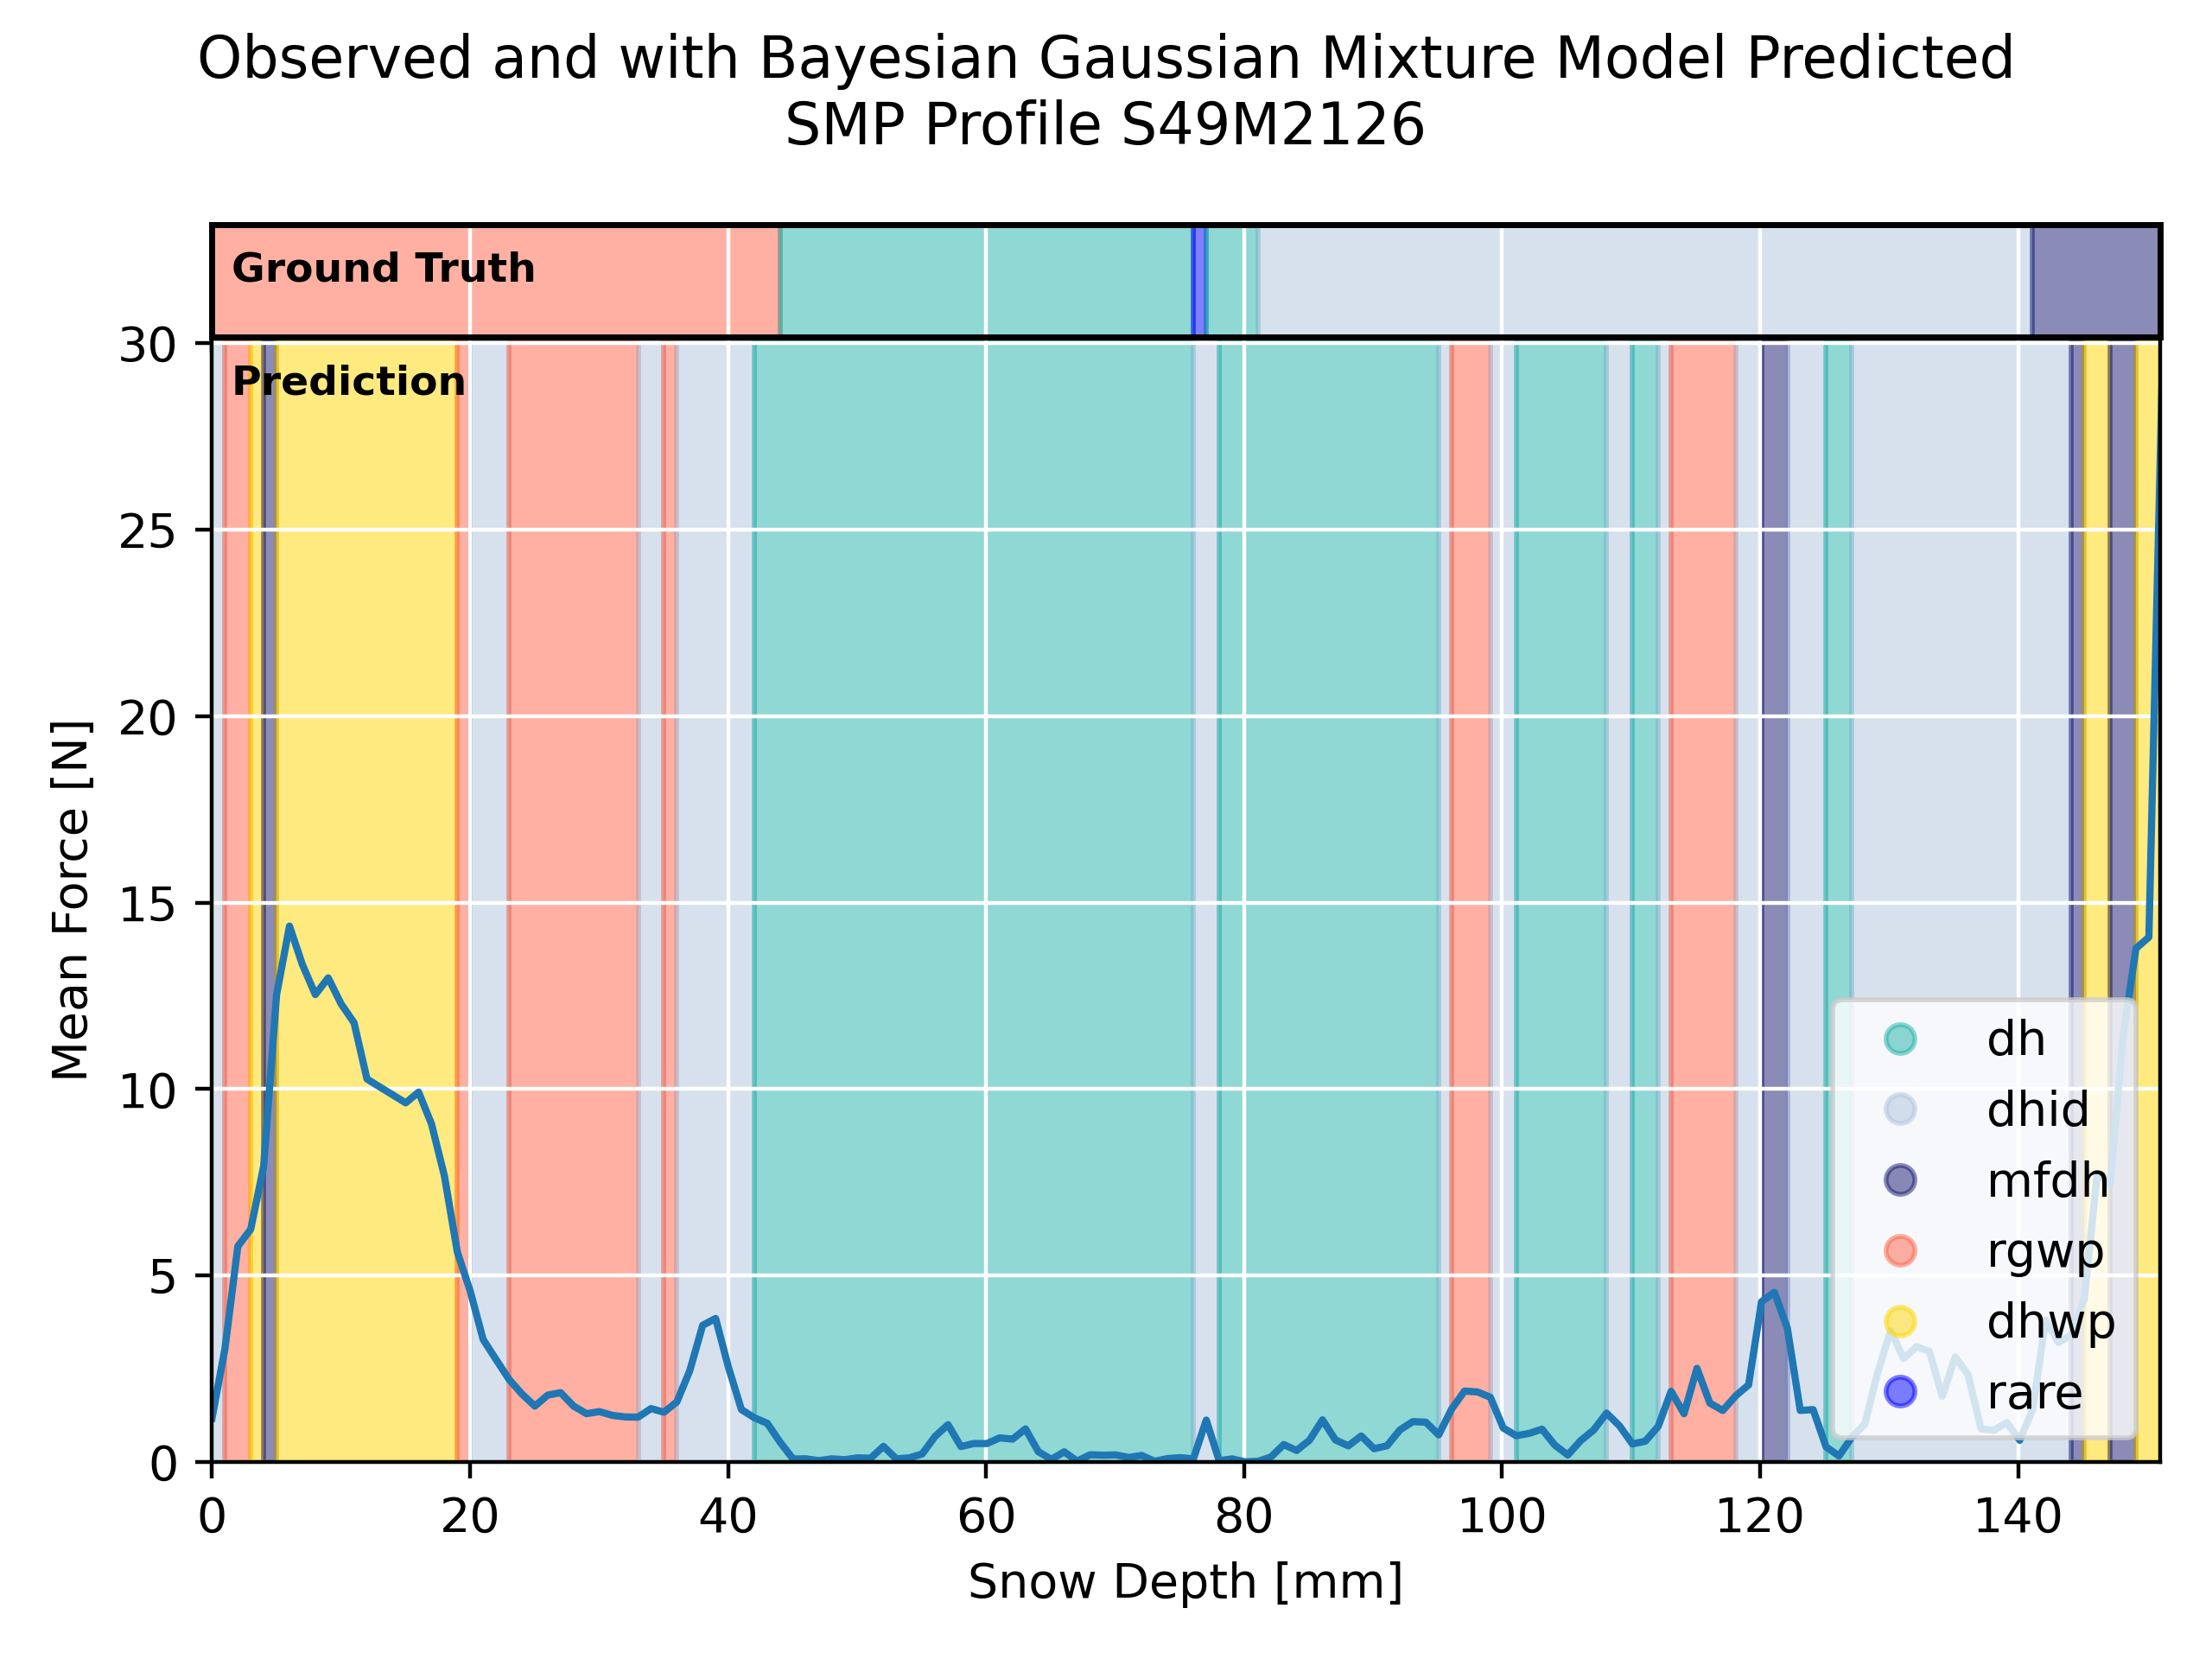 Observed and with Bayesian Gaussian Mixture Model Predicted
SMP Profile S49M2126
Ground Truth
Prediction
30
25
20
15
10
5
0
Mean Force [N]
dh
dhid
mfdh
rgwp
dhwp
rare
0 20 40 60 80 100 120 140
Snow Depth [mm]